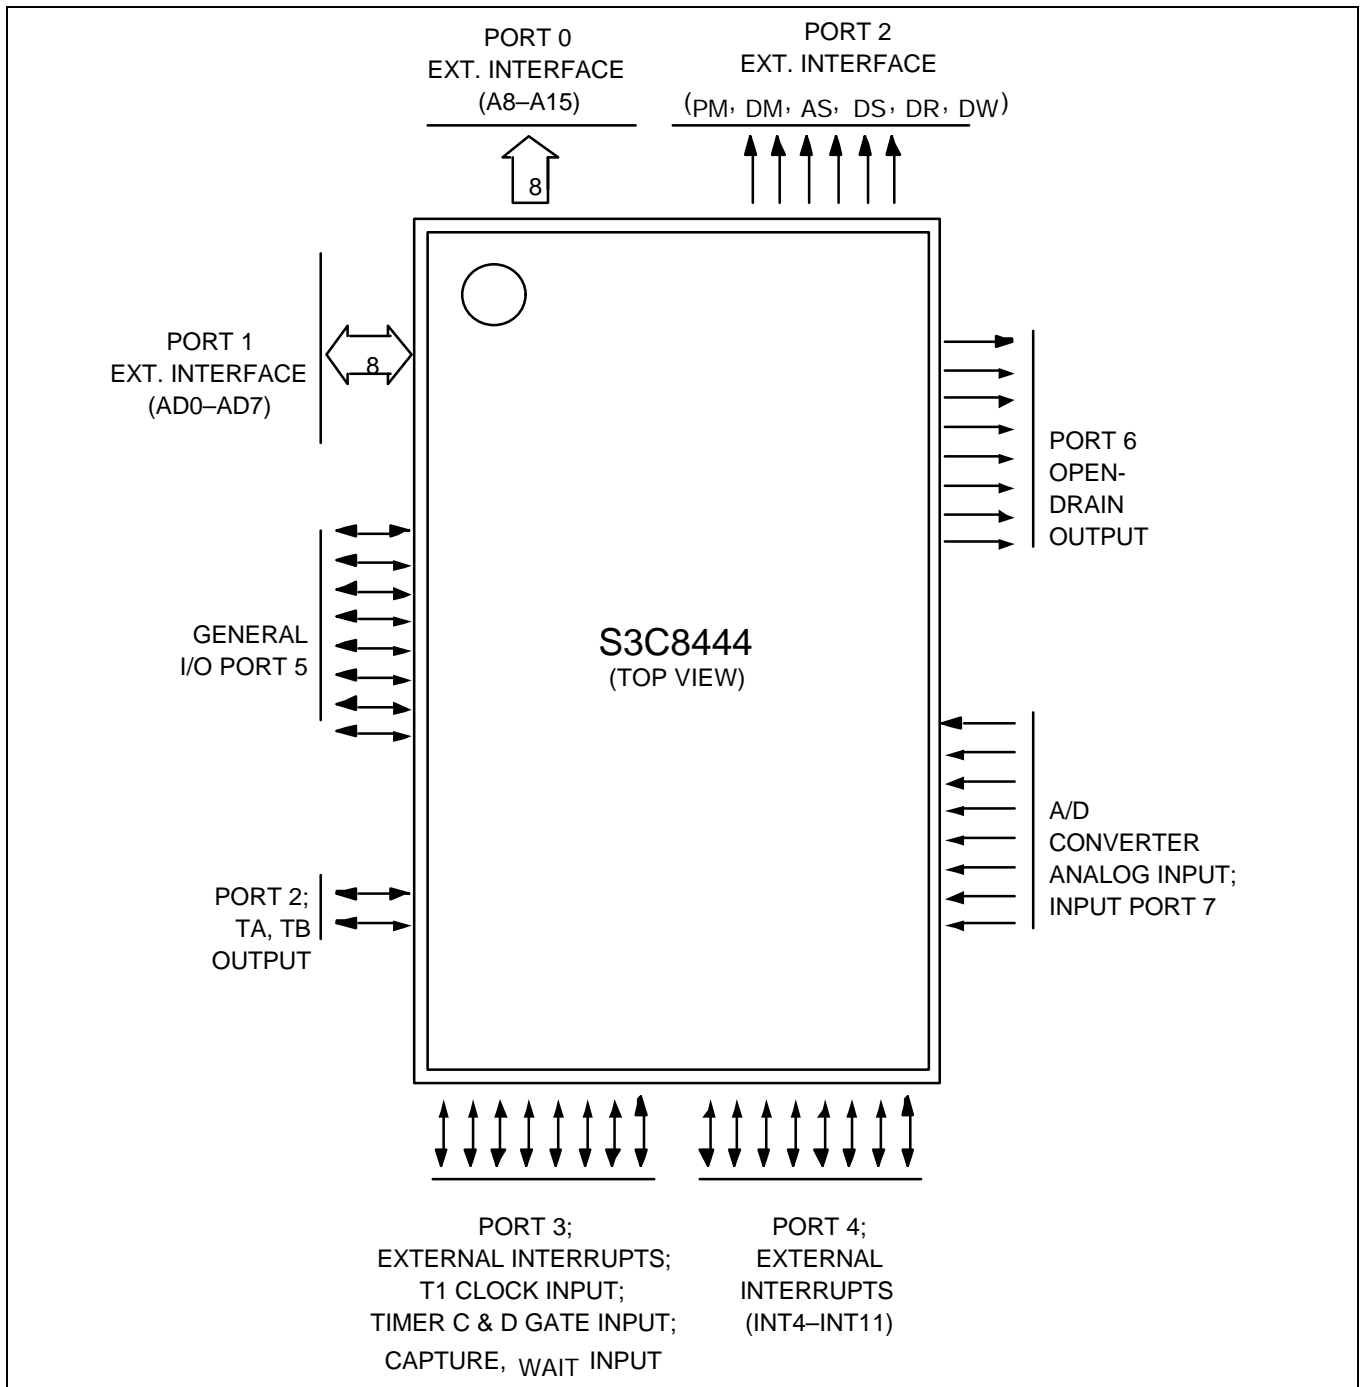 PORT 0
EXT. INTERFACE
(A8–A15)
PORT 2
EXT. INTERFACE
(PM, DM, AS, DS, DR, DW)
8
PORT 1
EXT. INTERFACE
(AD0–AD7)
8
PORT 6
OPEN-
DRAIN
OUTPUT
GENERAL
I/O PORT 5
S3C8444
(TOP VIEW)
A/D
CONVERTER
ANALOG INPUT;
INPUT PORT 7
PORT 2;
TA, TB
OUTPUT
PORT 3;
EXTERNAL INTERRUPTS;
T1 CLOCK INPUT;
TIMER C & D GATE INPUT;
CAPTURE, WAIT INPUT
PORT 4;
EXTERNAL
INTERRUPTS
(INT4–INT11)